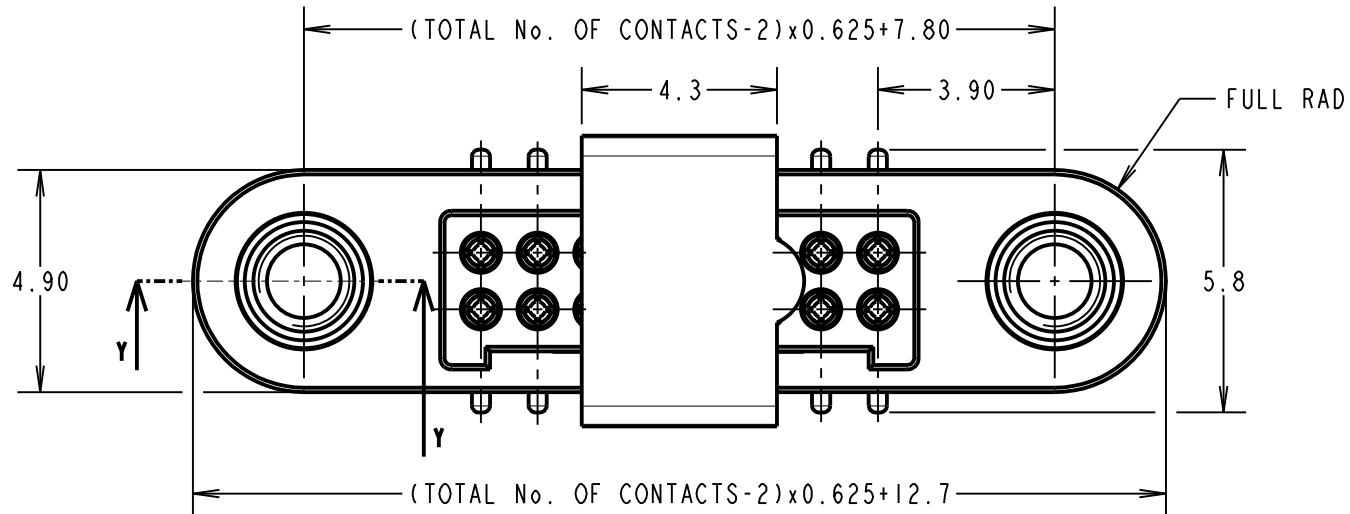 (TOTAL No. OF CONTACTS-2)x0.625+7.80
4.3
3.90
FULL RAD
4.90
5.8
Y
Y
(TOTAL No. OF CONTACTS-2)x0.625+12.7